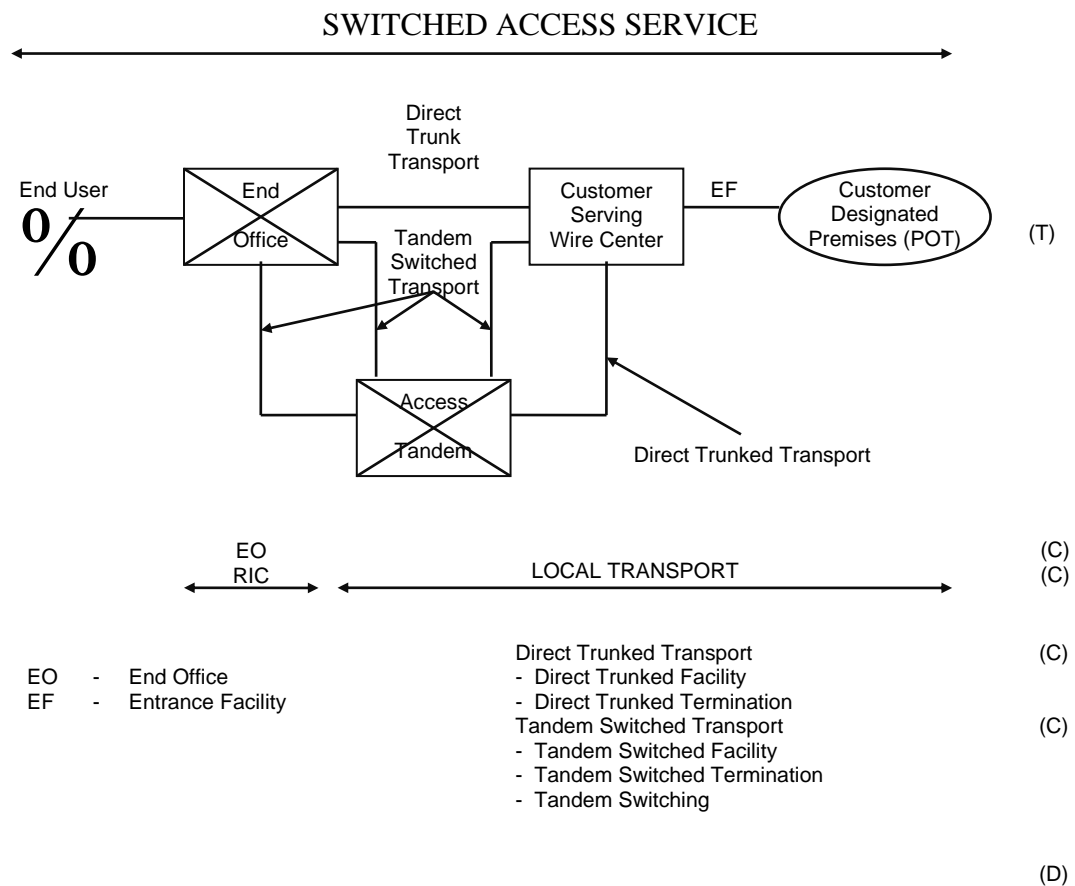 SWITCHED ACCESS SERVICE
Direct
Trunk
Transport
End User
%
End
Office
Customer
Serving
Wire Center
EF
Customer
Designated
Premises (POT)
(T)
Tandem
Switched
Transport
Access
Tandem
Direct Trunked Transport
EO
RIC
(C)
LOCAL TRANSPORT
(C)
EO - End Office
EF - Entrance Facility
Direct Trunked Transport
(C)
- Direct Trunked Facility
- Direct Trunked Termination
Tandem Switched Transport
(C)
- Tandem Switched Facility
- Tandem Switched Termination
- Tandem Switching
(D)